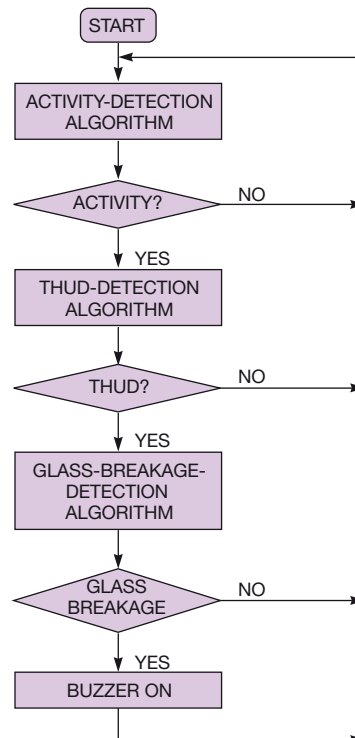 START
ACTIVITY-DETECTION
ALGORITHM
ACTIVITY?
NO
YES
THUD-DETECTION
ALGORITHM
THUD?
NO
YES
GLASS-BREAKAGE-
DETECTION
ALGORITHM
GLASS
BREAKAGE
NO
YES
BUZZER ON